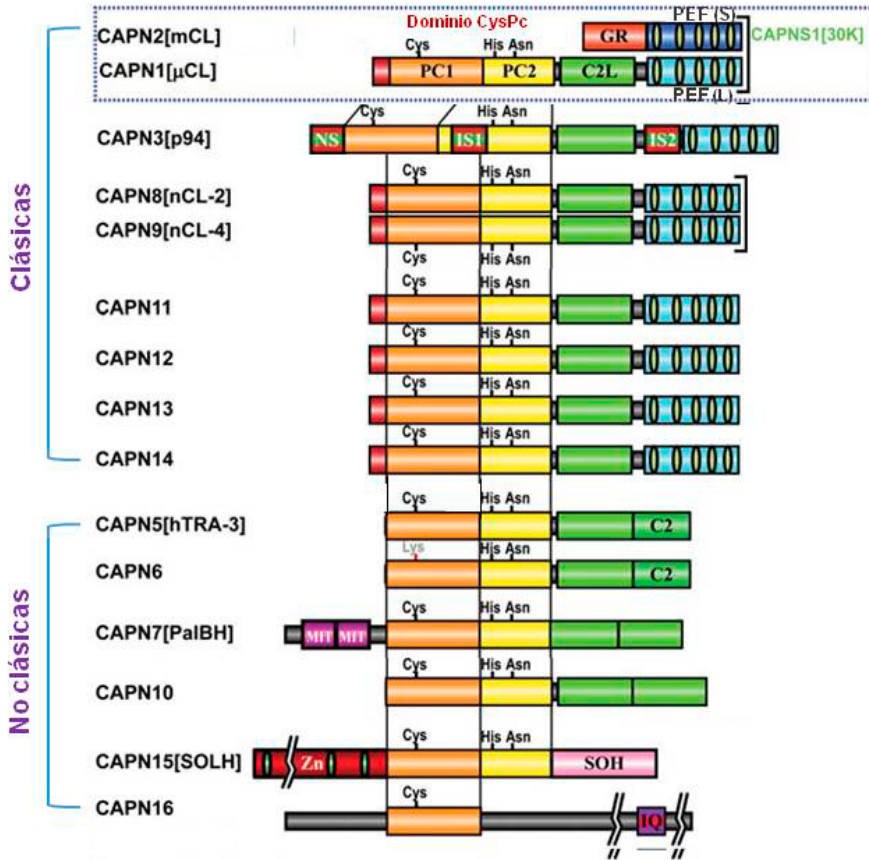 Dominio CysPc
PEF (S)
CAPN2[mCL]
GR
CAPNS1[30K]
Cys
His Asn
CAPN1[µCL]
PC1
PC2
C2L
PEF (L)
Cys
His Asn
CAPN3[p94]
NS
IS1
IS2
Cys
His Asn
CAPN8[nCL-2]
CAPN9[nCL-4]
Cys
His Asn
Clásicas
Cys
His Asn
CAPN11
Cys
His Asn
CAPN12
Cys
His Asn
CAPN13
Cys
His Asn
CAPN14
Cys
His Asn
CAPN5[hTRA-3]
C2
Lys
His Asn
CAPN6
C2
Cys
His Asn
CAPN7[PalBH]
MIT
MIT
Cys
His Asn
CAPN10
No clásicas
Cys
His Asn
CAPN15[SOLH]
Zn
SOH
Cys
CAPN16
IQ